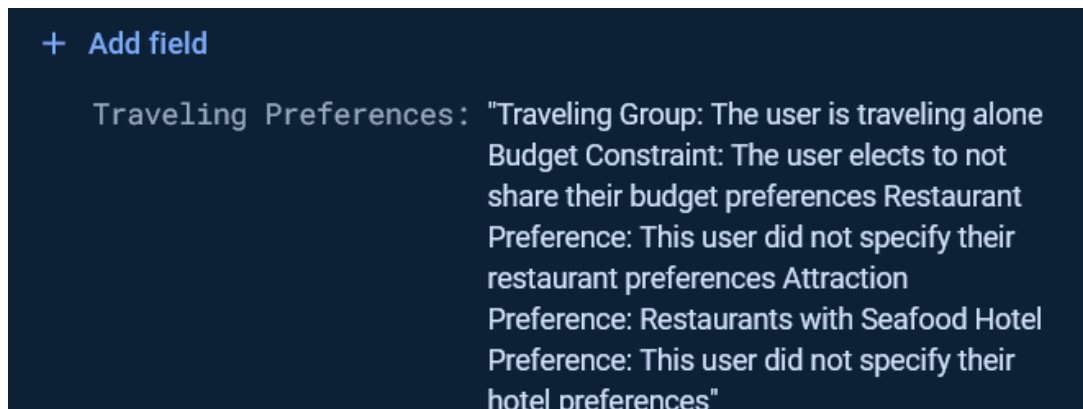 + Add field
Traveling Preferences: "Traveling Group: The user is traveling alone
Budget Constraint: The user elects to not
share their budget preferences Restaurant
Preference: This user did not specify their
restaurant preferences Attraction
Preference: Restaurants with Seafood Hotel
Preference: This user did not specify their
hotel preferences"